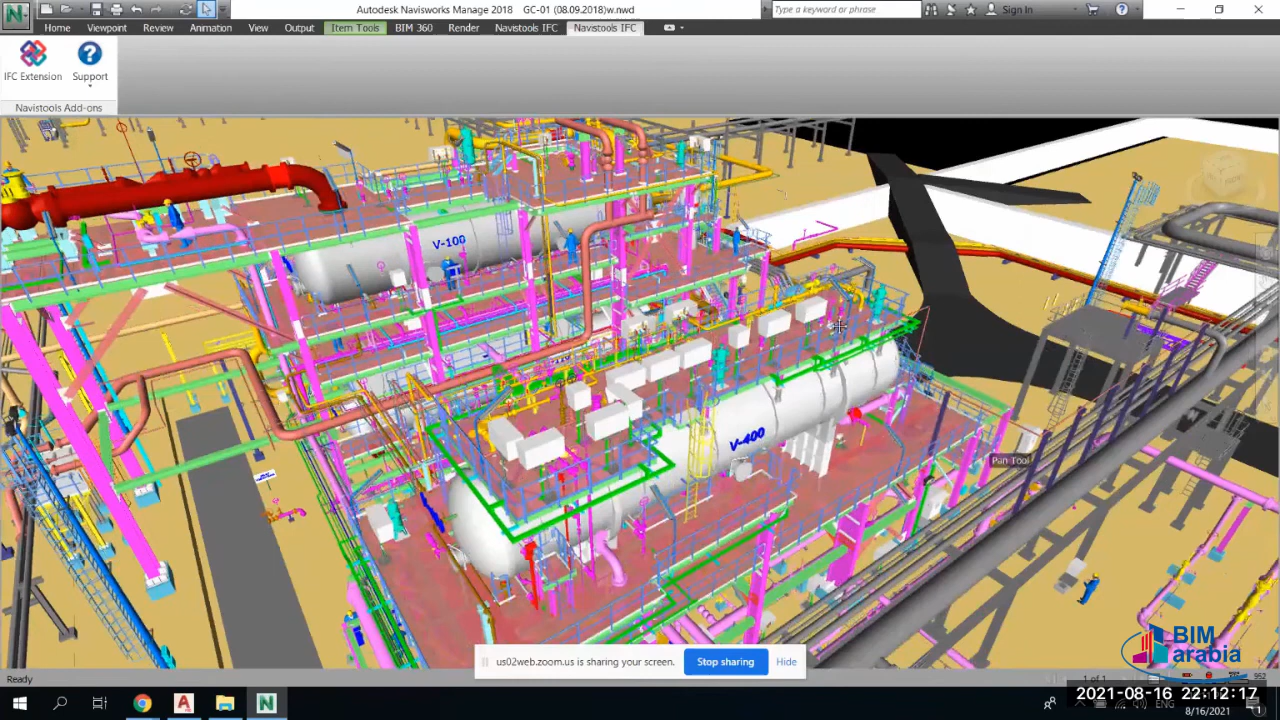 Autodesk Navisworks Manage 2018 GC-01 (08.09.2018)w.nwd
Type a keyword or phrase
Sign In
Home Viewpoint Review Animation View Output Item Tools BIM 360 Render Navistools IFC Navistools IFC
IFC Extension Support
Navistools Add-ons
V-100
V-400
Pan Tool
us02web.zoom.us is sharing your screen. Stop sharing Hide
BIM
arabia
Ready
1 of 1
2021-08-16 22:12:17
ENG
8/16/2021